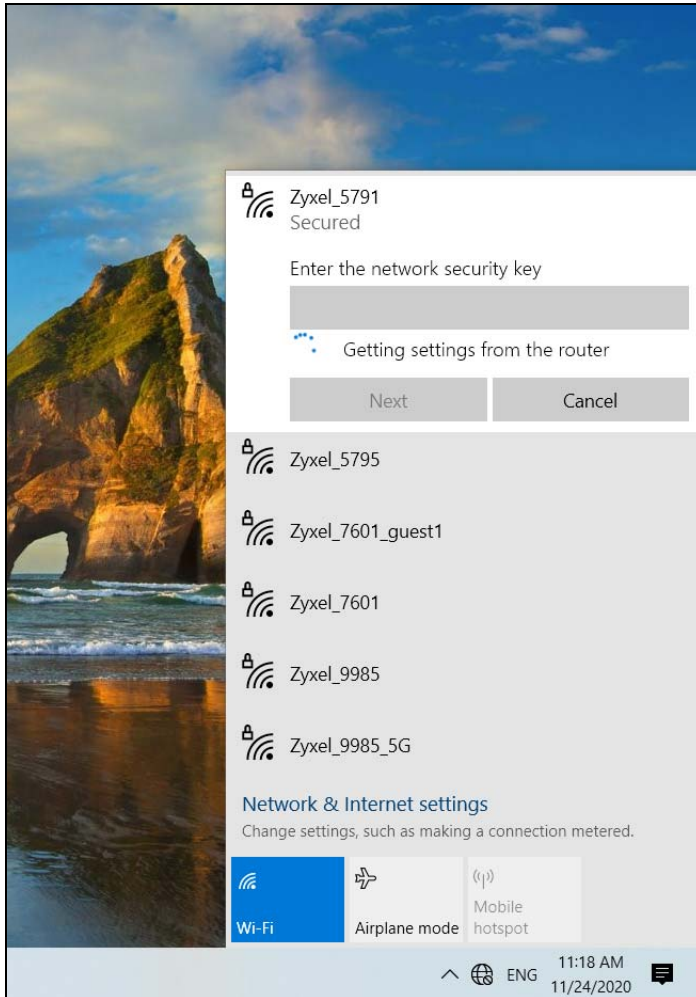 Zyxel_5791
Secured
Enter the network security key
Getting settings from the router
Next
Cancel
Zyxel_5795
Zyxel_7601_guest1
Zyxel_7601
Zyxel_9985
Zyxel_9985_5G
Network & Internet settings
Change settings, such as making a connection metered.
Wi-Fi
Airplane mode
Mobile
hotspot
ENG
11:18 AM
11/24/2020